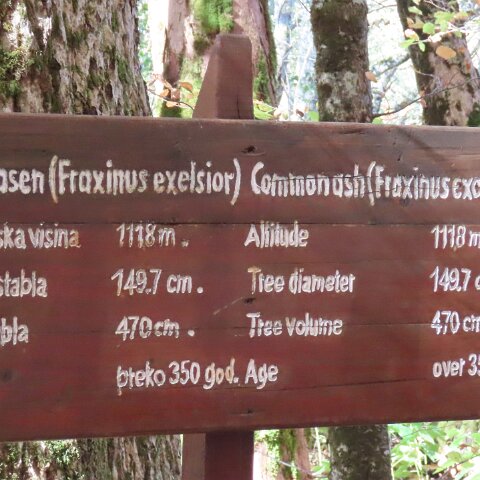 asen (Fraxinus exelsior) Common ash (Fraxinus exc
ska visina 1118 m. Altitude 1118 m
stabla 149.7 cm. Tree diameter 149.7 c
bla 470 cm. Tree volume 470 cm
preko 350 god. Age over 35